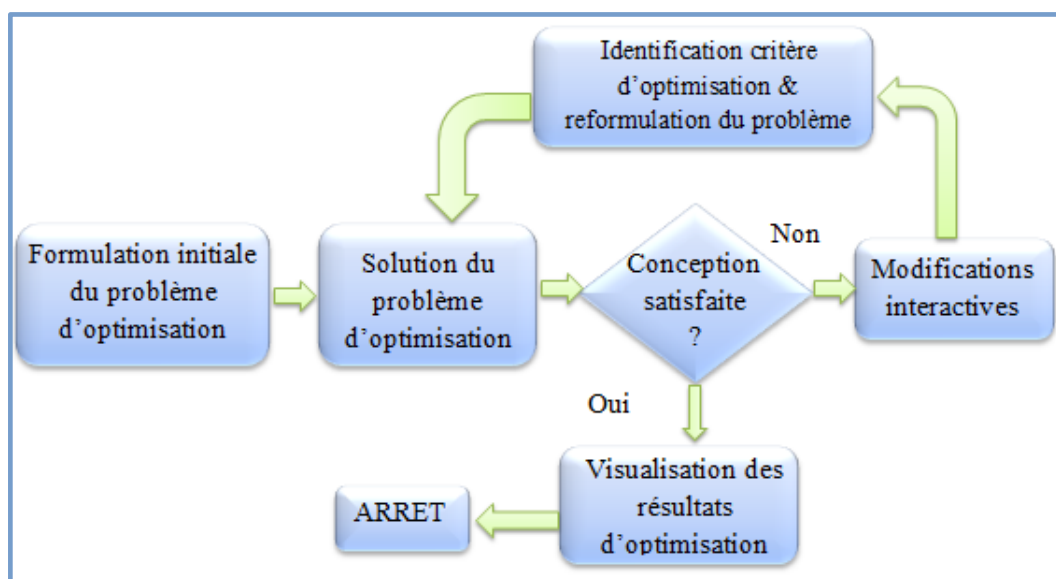 Identification critère
d'optimisation &
reformulation du problème
Formulation initiale
du problème
d'optimisation
Solution du
problème
d'optimisation
Conception
satisfaite
?
Non
Modifications
interactives
Oui
Visualisation des
résultats
d'optimisation
ARRET